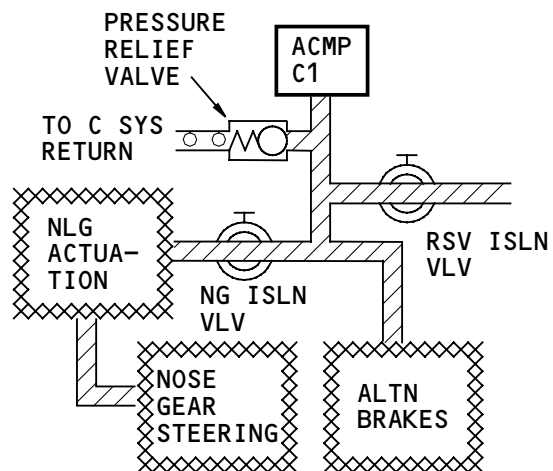 PRESSURE
RELIEF
VALVE
ACMP
C1
TO C SYS
RETURN
NLG
ACTUA-
TION
RSV ISLN
VLV
NG ISLN
VLV
NOSE
GEAR
STEERING
ALTN
BRAKES